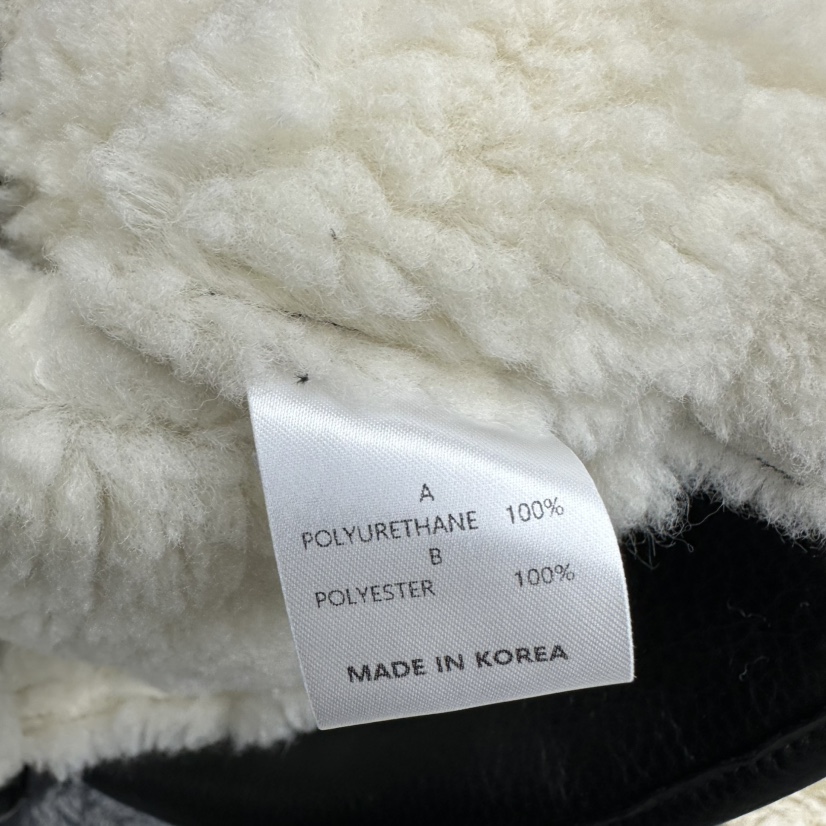 A
POLYURETHANE 100%
B
POLYESTER 100%
MADE IN KOREA